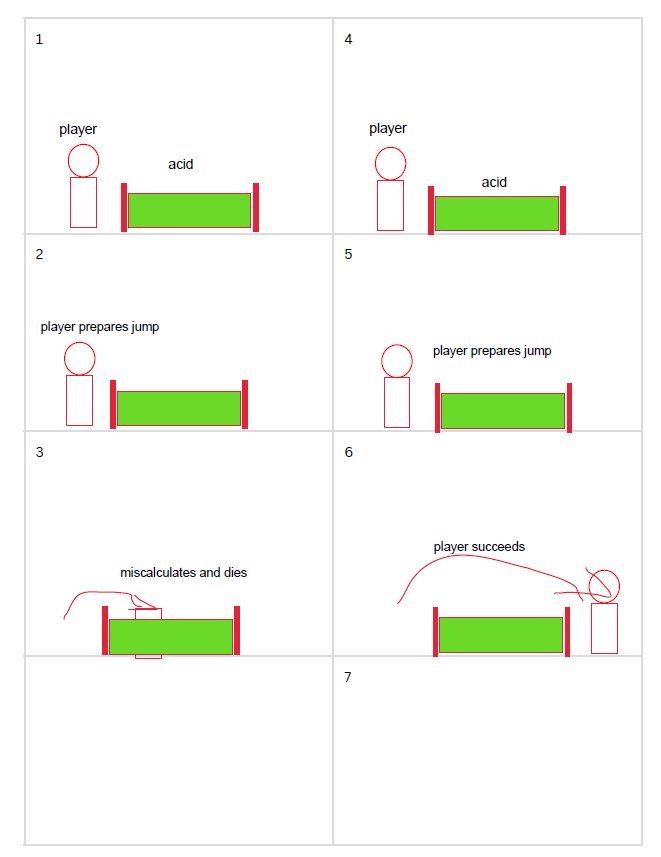 1
player
acid
2
player prepares jump
3
miscalculates and dies
4
player
acid
5
player prepares jump
6
player succeeds
7